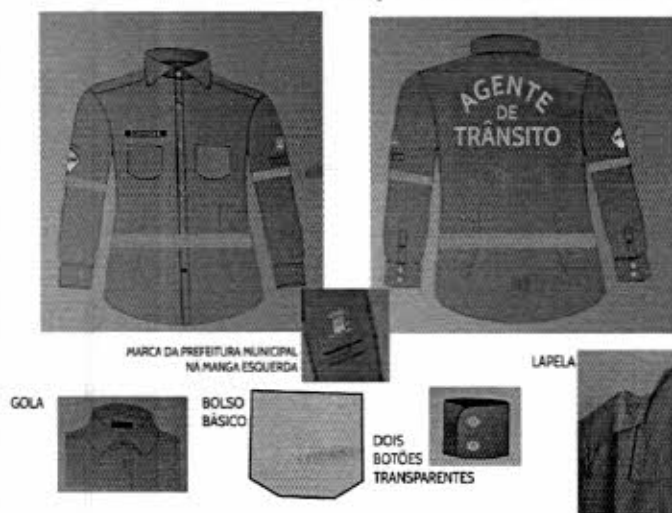 AGENTE
DE
TRÂNSITO
MARCA DA PREFEITURA MUNICIPAL
NA MANGA ESQUERDA
LAPELA
GOLA
BOLSO
BÁSICO
DOIS
BOTÕES
TRANSPARENTES